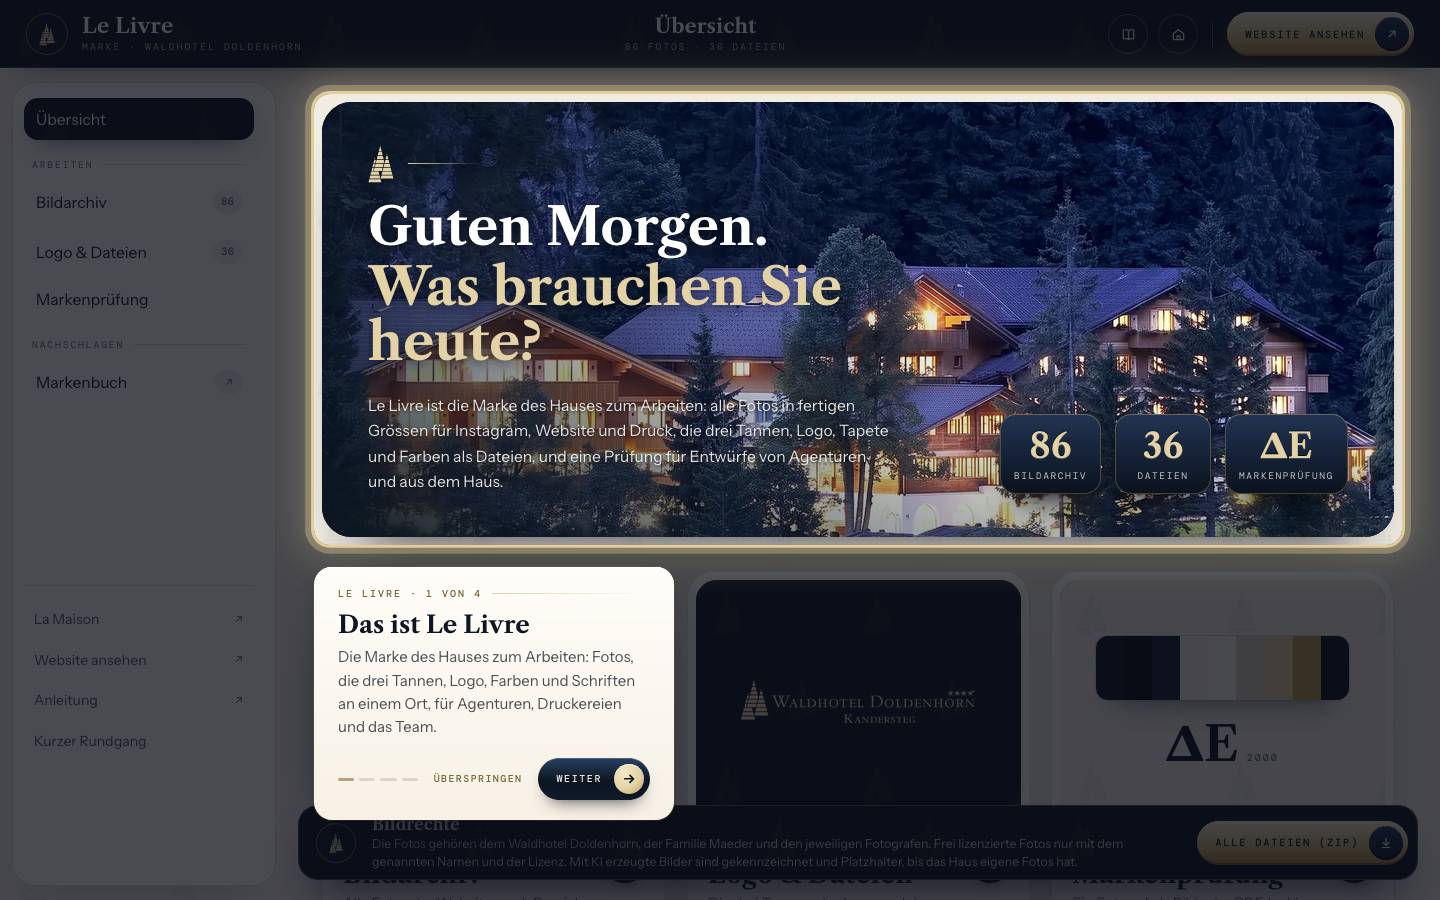 Le Livre
MARKE · WALDHOTEL DOLDENHORN
Übersicht
86 FOTOS · 36 DATEIEN
WEBSITE ANSEHEN
Übersicht
ARBEITEN
Bildarchiv 86
Logo & Dateien 36
Markenprüfung
NACHSCHLAGEN
Markenbuch
La Maison
Website ansehen
Anleitung
Kurzer Rundgang
Guten Morgen.
Was brauchen Sie
heute?
Le Livre ist die Marke des Hauses zum Arbeiten: alle Fotos in fertigen
Grössen für Instagram, Website und Druck, die drei Tannen, Logo, Tapete
und Farben als Dateien, und eine Prüfung für Entwürfe von Agenturen
und aus dem Haus.
86
BILDARCHIV
36
DATEIEN
ΔE
MARKENPRÜFUNG
LE LIVRE · 1 VON 4
Das ist Le Livre
Die Marke des Hauses zum Arbeiten: Fotos,
die drei Tannen, Logo, Farben und Schriften
an einem Ort, für Agenturen, Druckereien
und das Team.
ÜBERSPRINGEN
WEITER
WALDHOTEL DOLDENHORN
KANDERSTEG
ΔE 2000
Bildrechte
Die Fotos gehören dem Waldhotel Doldenhorn, der Familie Maeder und den jeweiligen Fotografen. Frei lizenzierte Fotos nur mit dem
genannten Namen und der Lizenz. Mit KI erzeugte Bilder sind gekennzeichnet und Platzhalter, bis das Haus eigene Fotos hat.
ALLE DATEIEN (ZIP)
Bildarchiv
Logo & Dateien
Markenprüfung